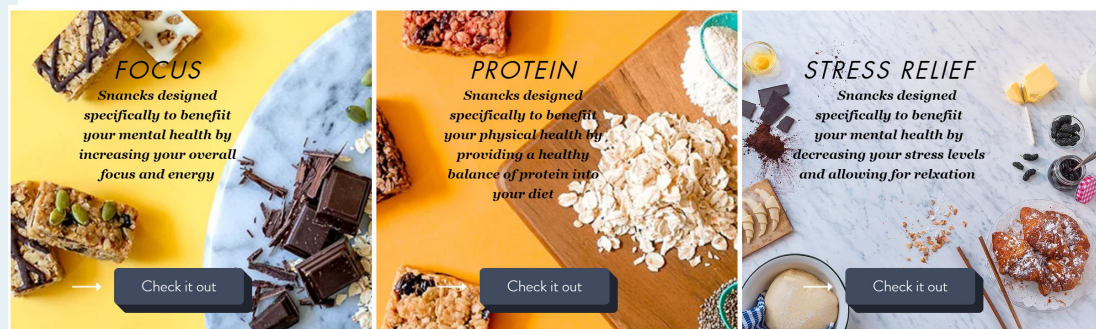 FOCUS
Snancks designed
specifically to benefiit
your mental health by
increasing your overall
focus and energy
Check it out
PROTEIN
Snancks designed
specifically to benefiit
your physical health by
providing a healthy
balance of protein into
your diet
Check it out
STRESS RELIEF
Snancks designed
specifically to benefiit
your mental health by
decreasing your stress levels
and allowing for relxation
Check it out